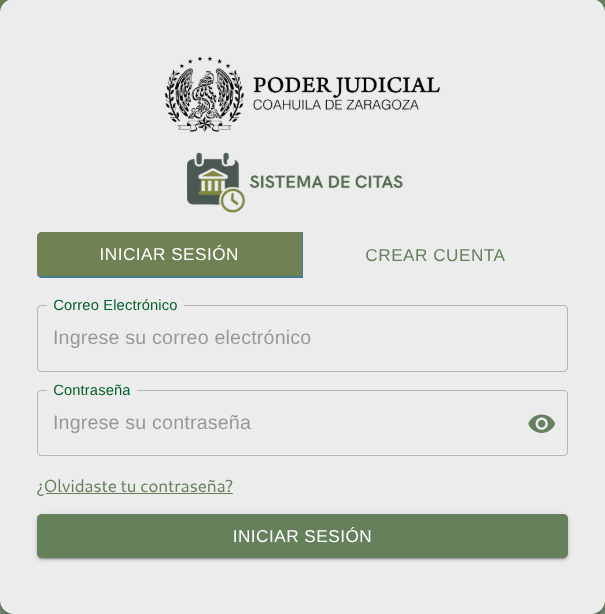 PODER JUDICIAL
COAHUILA DE ZARAGOZA
SISTEMA DE CITAS
INICIAR SESIÓN
CREAR CUENTA
Correo Electrónico
Ingrese su correo electrónico
Contraseña
Ingrese su contraseña
¿Olvidaste tu contraseña?
INICIAR SESIÓN